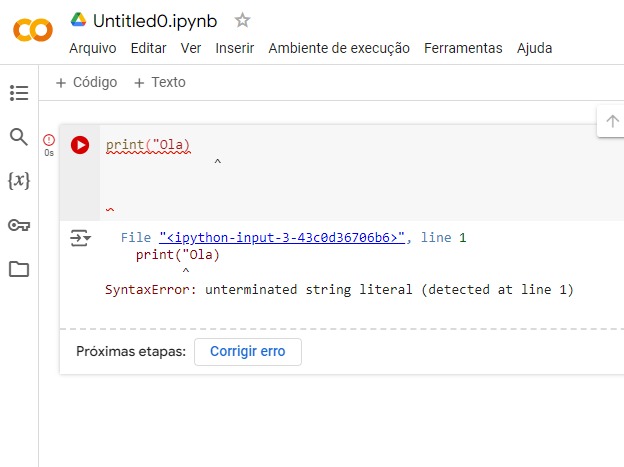 Untitled0.ipynb
Arquivo Editar Ver Inserir Ambiente de execução Ferramentas Ajuda
+ Código + Texto
{x}
0s
print("Ola)
^
File "<ipython-input-3-43c0d36706b6>", line 1
print("Ola)
^
SyntaxError: unterminated string literal (detected at line 1)
Próximas etapas: Corrigir erro